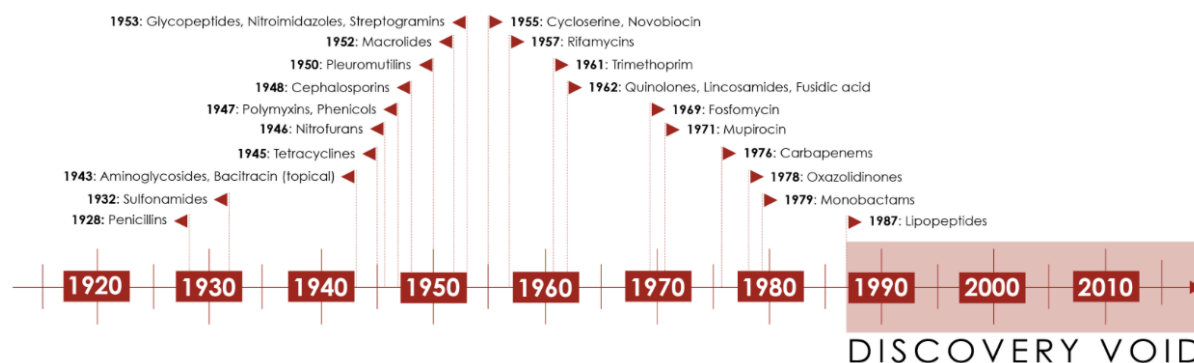 1953: Glycopeptides, Nitroimidazoles, Streptogramins
1952: Macrolides
1950: Pleuromutilins
1948: Cephalosporins
1947: Polymyxins, Phenicols
1946: Nitrofurans
1945: Tetracyclines
1943: Aminoglycosides, Bacitracin (topical)
1932: Sulfonamides
1928: Penicillins
1955: Cycloserine, Novobiocin
1957: Rifamycins
1961: Trimethoprim
1962: Quinolones, Lincosamides, Fusidic acid
1969: Fosfomycin
1971: Mupirocin
1976: Carbapenems
1978: Oxazolidinones
1979: Monobactams
1987: Lipopeptides
1920 1930 1940 1950 1960 1970 1980 1990 2000 2010
DISCOVERY VOID